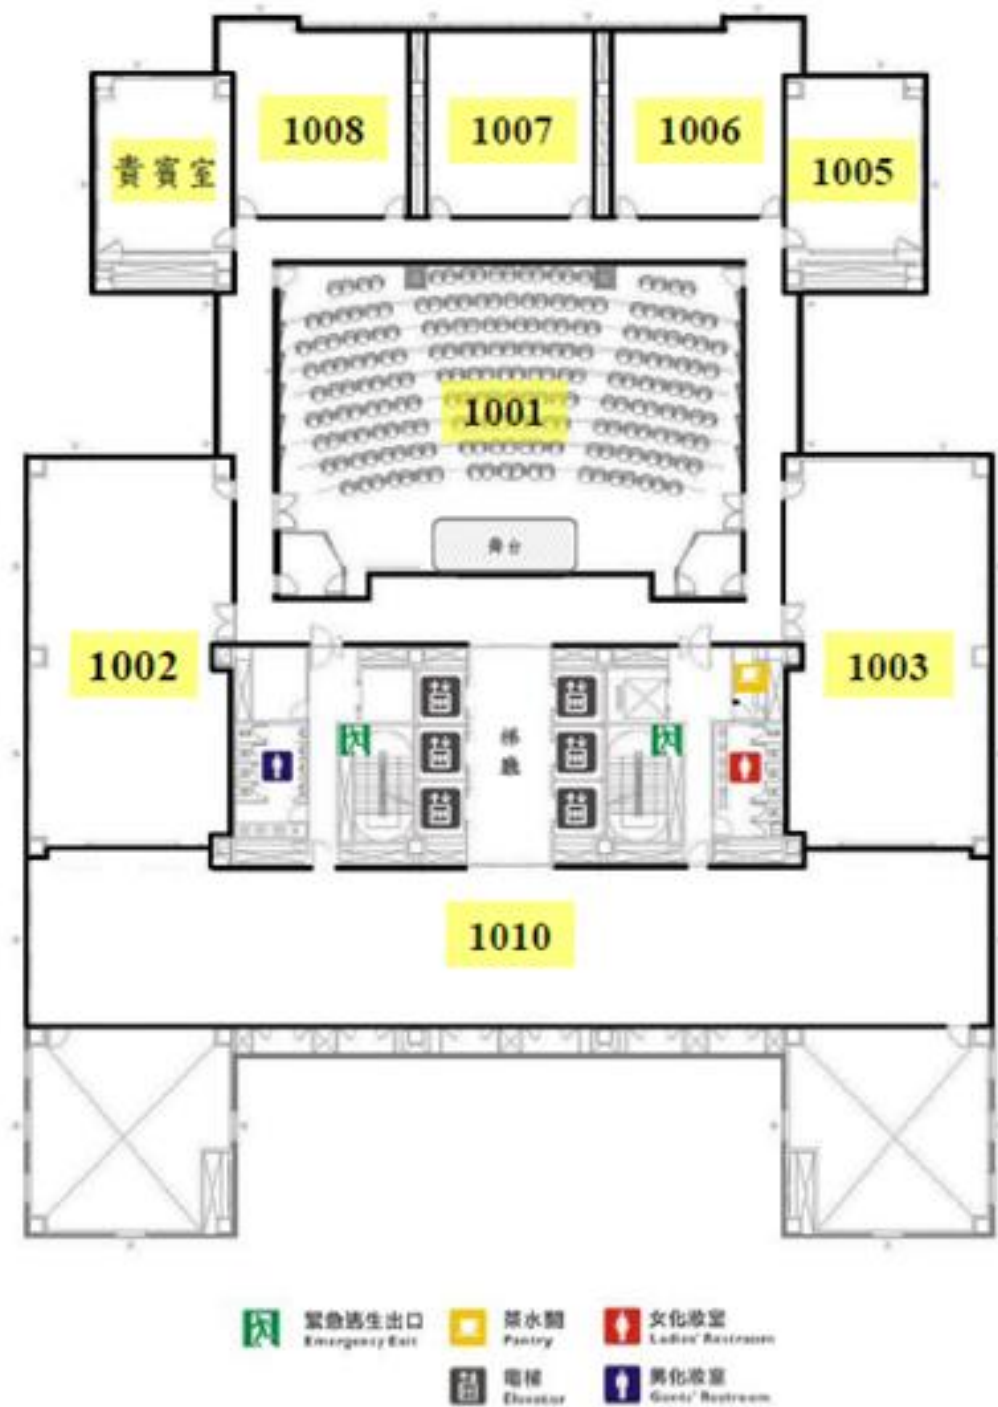 1008
1007
1006
貴賓室
1005
1001
舞台
1002
1003
梯廳
1010
緊急逃生出口
Emergency Exit
茶水間
Pantry
女化妝室
Ladies' Restroom
電梯
Elevator
男化妝室
Gents' Restroom